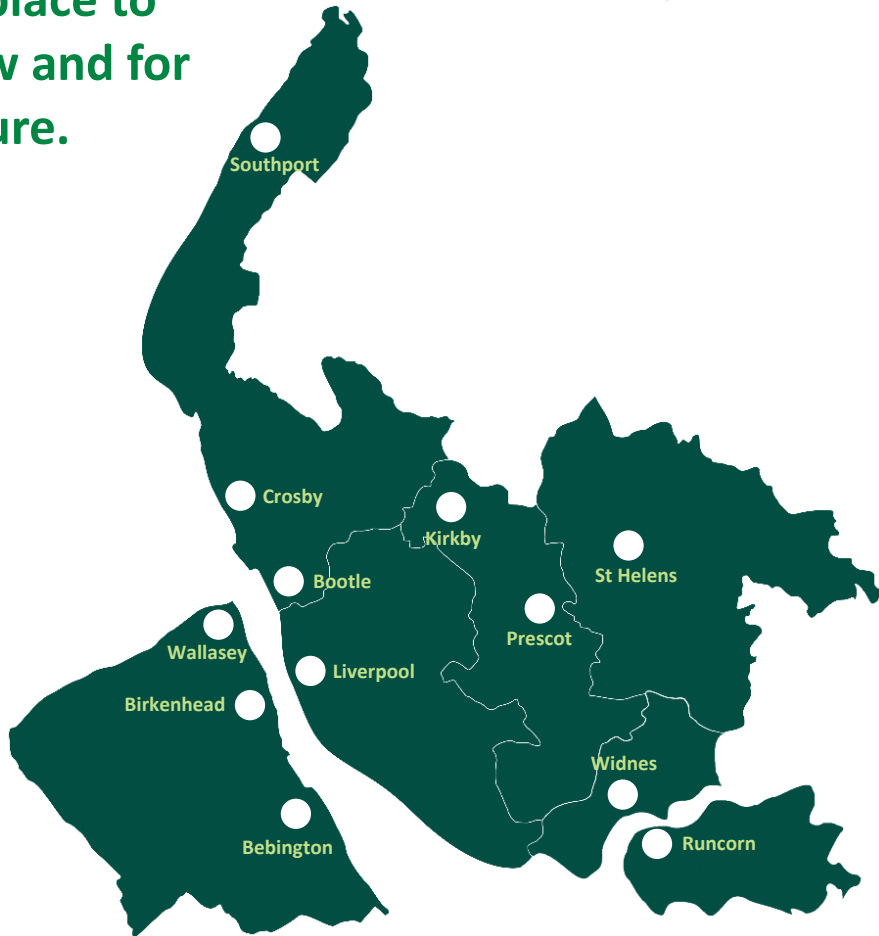 place to
w and for
ure.
Southport
Crosby
Kirkby
St Helens
Bootle
Prescot
Wallasey
Liverpool
Birkenhead
Widnes
Bebington
Runcorn